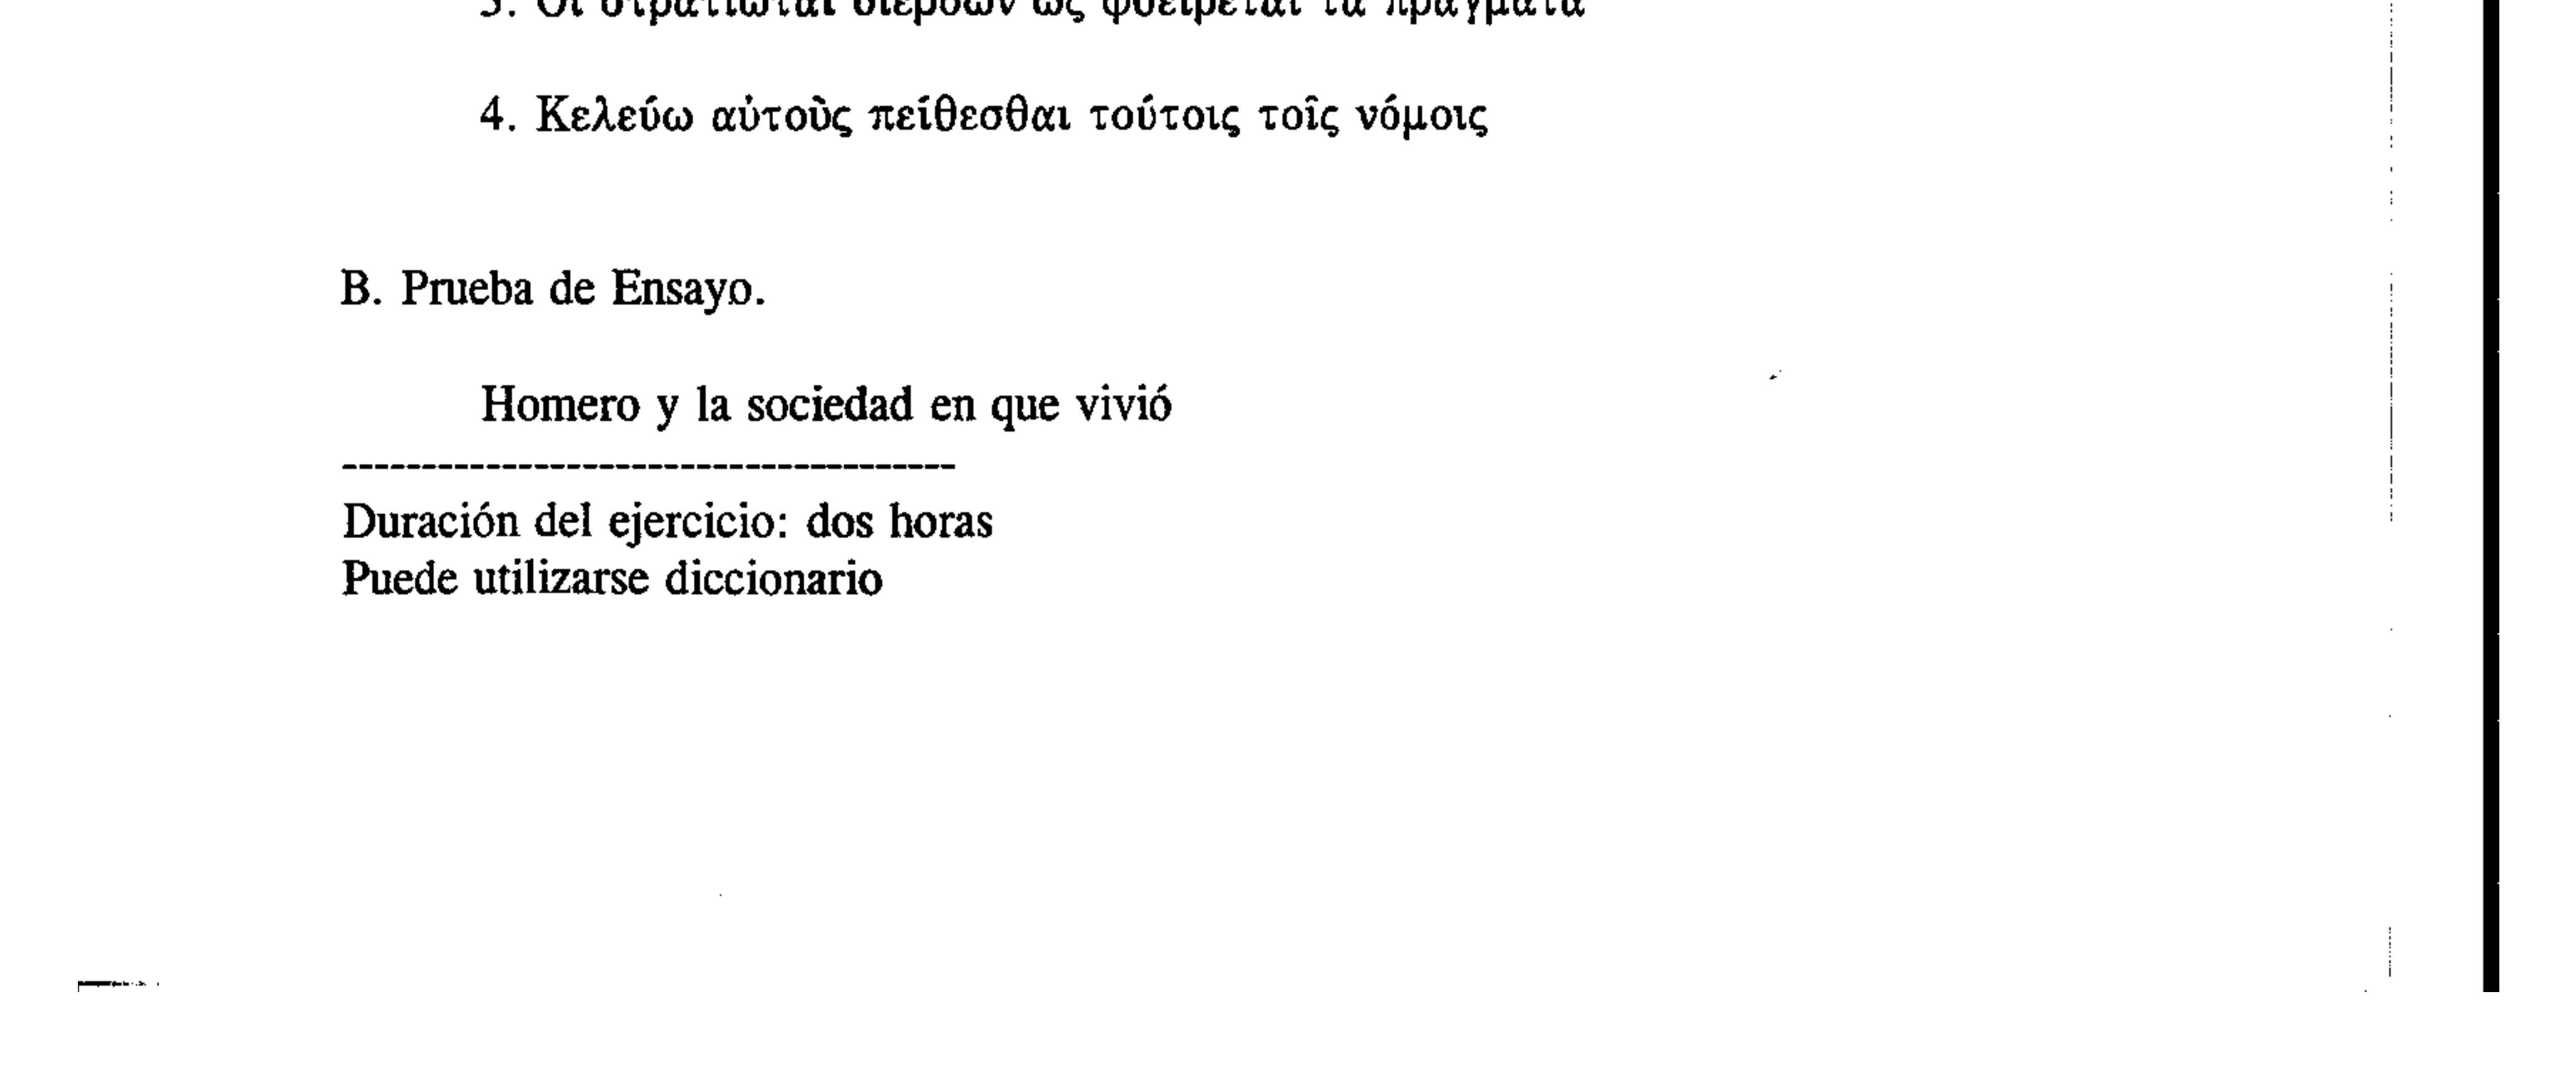 3. Οἱ στρατιῶται διεβόων ὡς φθείρεται τὰ πράγματα
4. Κελεύω αὐτοὺς πείθεσθαι τούτοις τοῖς νόμοις
B. Prueba de Ensayo.
Homero y la sociedad en que vivió
---------------------------------------
Duración del ejercicio: dos horas
Puede utilizarse diccionario